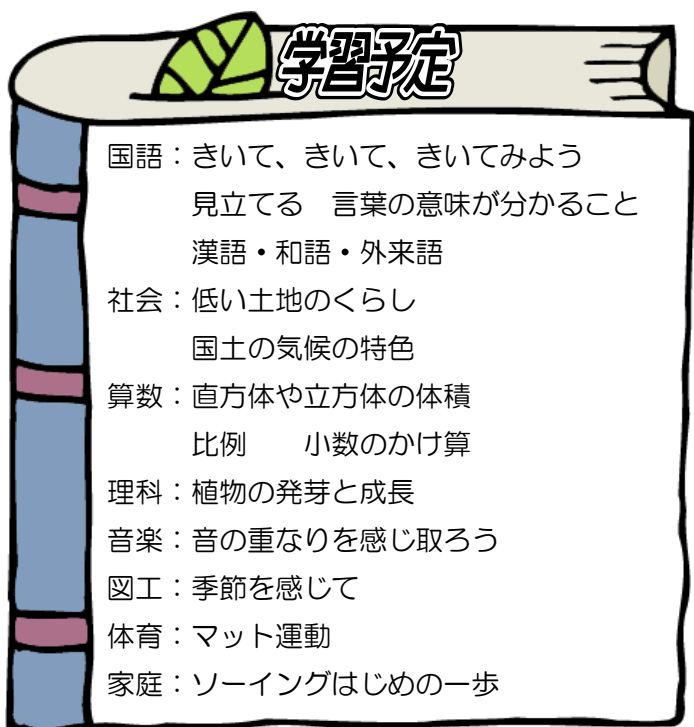 学習予定
国語：きいて、きいて、きいてみよう
見立てる　言葉の意味が分かること
漢語・和語・外来語
社会：低い土地のくらし
国土の気候の特色
算数：直方体や立方体の体積
比例　　小数のかけ算
理科：植物の発芽と成長
音楽：音の重なりを感じ取ろう
図工：季節を感じて
体育：マット運動
家庭：ソーイングはじめの一歩